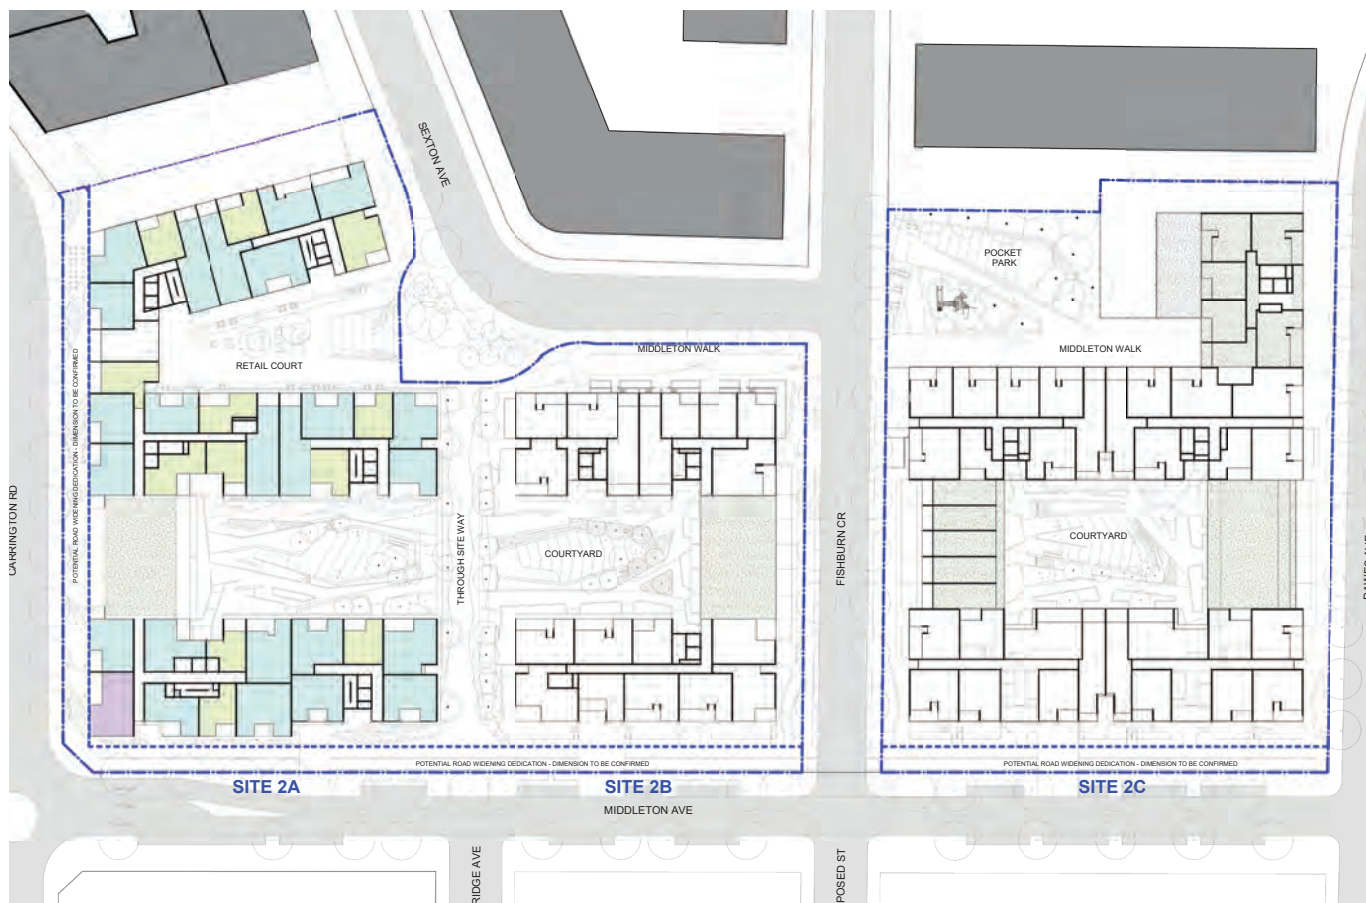 SEXTON AVE
POCKET
PARK
MIDDLETON WALK
MIDDLETON WALK
RETAIL COURT
POTENTIAL ROAD WIDENING DEDICATION - DIMENSION TO BE CONFIRMED
CARRINGTON RD
THROUGH SITE WAY
COURTYARD
FISHBURN CR
COURTYARD
POTENTIAL ROAD WIDENING DEDICATION - DIMENSION TO BE CONFIRMED
POTENTIAL ROAD WIDENING DEDICATION - DIMENSION TO BE CONFIRMED
SITE 2A
SITE 2B
SITE 2C
MIDDLETON AVE
RIDGE AVE
POSED ST